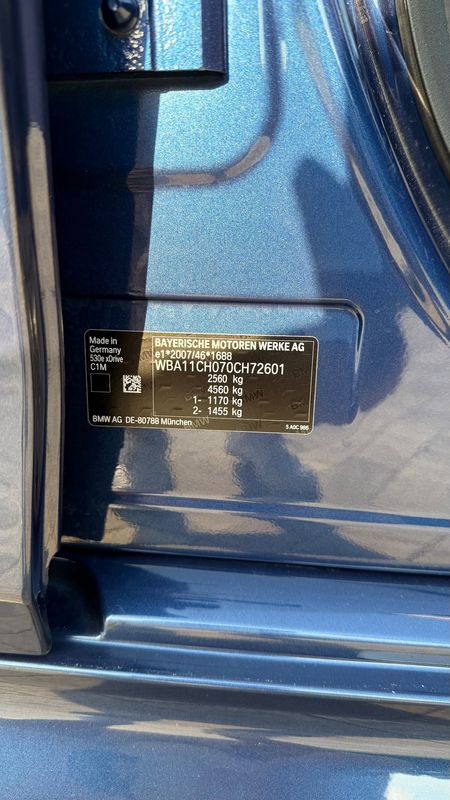 Made in
Germany
530e xDrive
C1M
BAYERISCHE MOTOREN WERKE AG
e1*2007/46*1688
WBA11CH070CH72601
2560 kg
4560 kg
1- 1170 kg
2- 1455 kg
BMW AG DE-80788 München
5 A0C 986